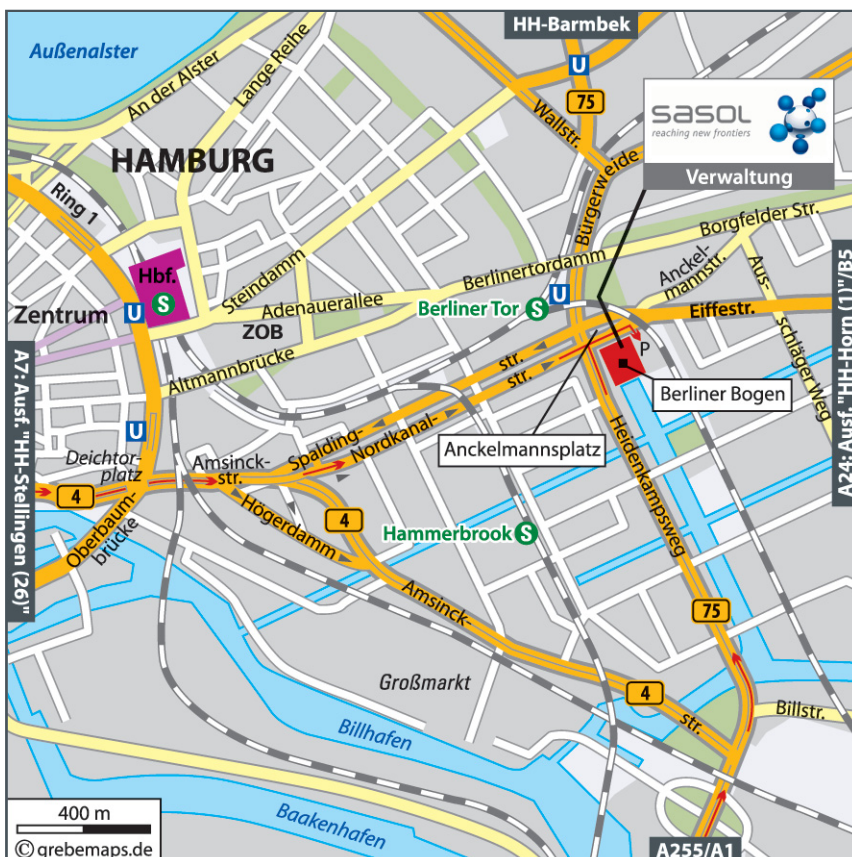 HH-Barmbek
Außenalster
An der Alster
Lange Reihe
U
75
Wallstr.
sasol
reaching new frontiers
Verwaltung
HAMBURG
Ring 1
Bürgerweide
Borgfelder Str.
Hbf.
S
Steindamm
Berlinertordamm
Anckel-
mannstr.
Aus-
schläger Weg
Zentrum
U
Adenauerallee
ZOB
Berliner Tor
S
U
Eiffestr.
A24: Ausf. "HH-Horn (1)"/B5
A7: Ausf. "HH-Stellingen (26)"
Altmannbrücke
str.
str.
P
Berliner Bogen
Spalding-
Nordkanal-
Anckelmannsplatz
U
Deichtor-
platz
Amsinck-
str.
4
Oberbaum-
brücke
Högerdamm
4
Hammerbrook
S
Heidenkampsweg
Amsinck-
75
Großmarkt
4
str.
Billstr.
Billhafen
Baakenhafen
400 m
© grebemaps.de
A255/A1